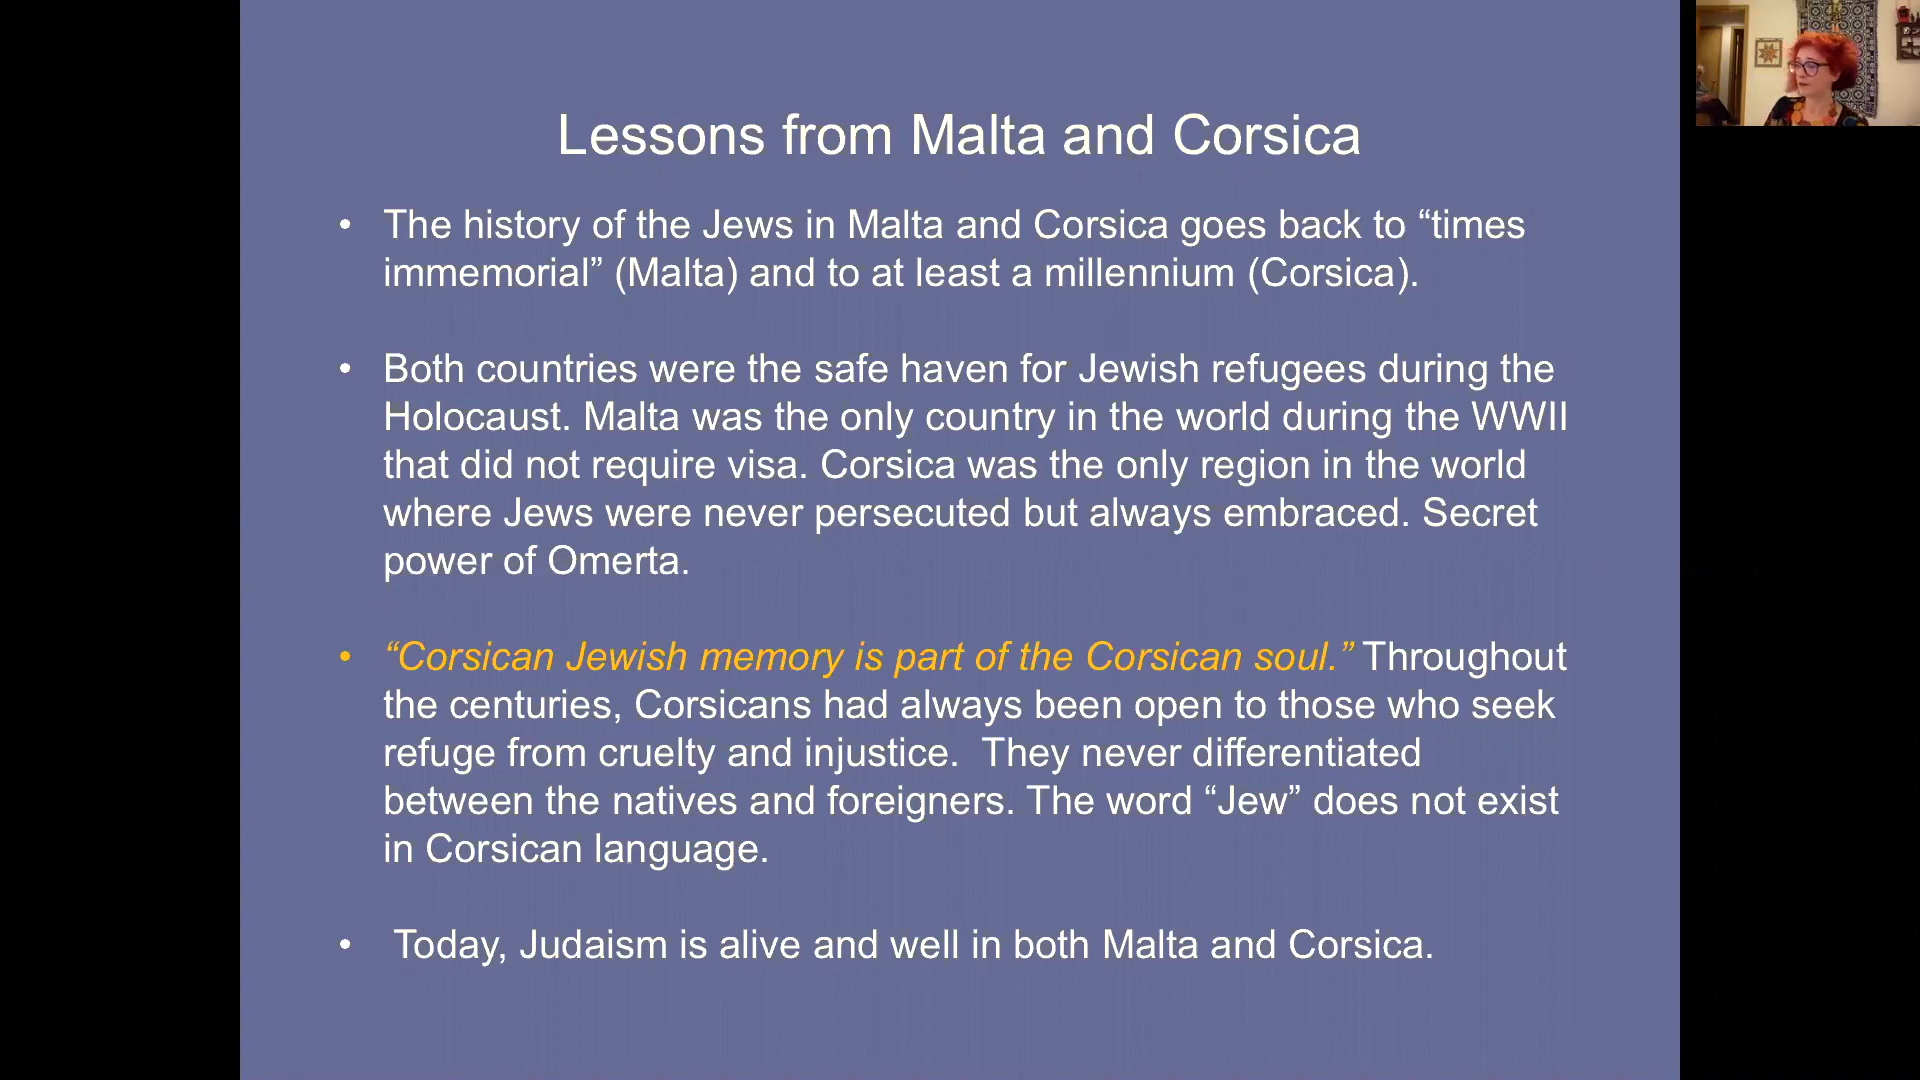 Lessons from Malta and Corsica
• The history of the Jews in Malta and Corsica goes back to “times
immemorial” (Malta) and to at least a millennium (Corsica).
• Both countries were the safe haven for Jewish refugees during the
Holocaust. Malta was the only country in the world during the WWII
that did not require visa. Corsica was the only region in the world
where Jews were never persecuted but always embraced. Secret
power of Omerta.
• “Corsican Jewish memory is part of the Corsican soul.” Throughout
the centuries, Corsicans had always been open to those who seek
refuge from cruelty and injustice.  They never differentiated
between the natives and foreigners. The word “Jew” does not exist
in Corsican language.
• Today, Judaism is alive and well in both Malta and Corsica.